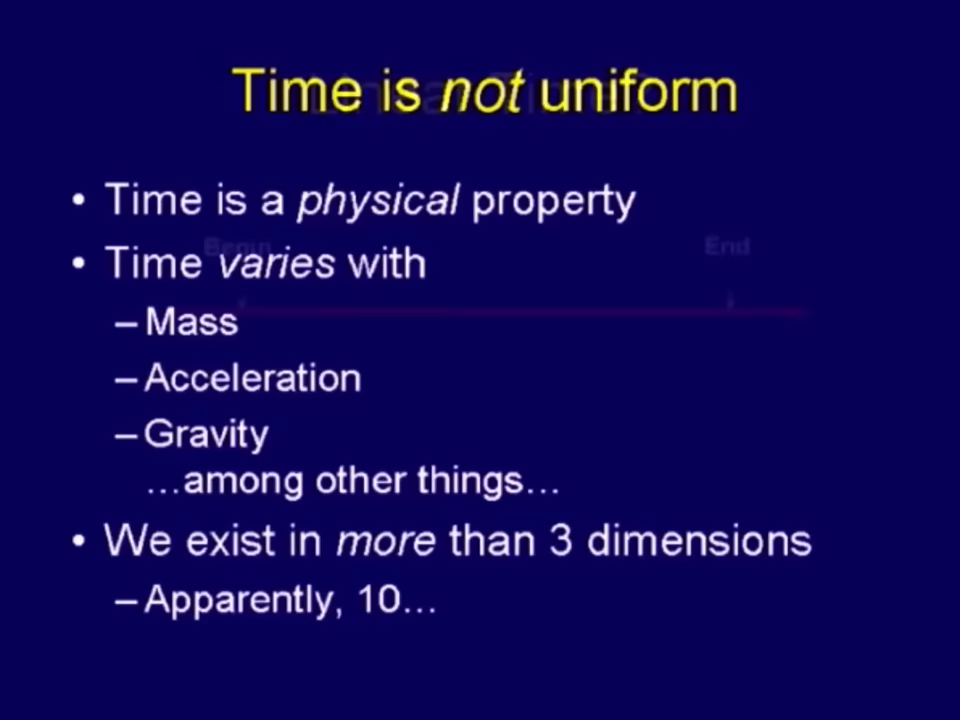 Time is not uniform
• Time is a physical property
• Time varies with
Begin
End
– Mass
– Acceleration
– Gravity
…among other things…
• We exist in more than 3 dimensions
– Apparently, 10…